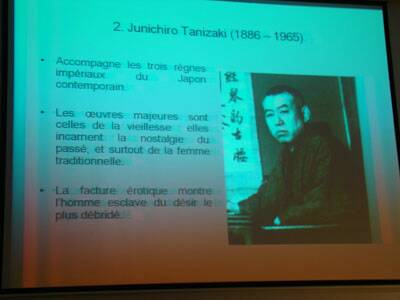 2. Junichiro Tanizaki (1886 – 1965)
• Accompagne les trois règnes
impériaux du Japon
contemporain.
• Les œuvres majeures sont
celles de la vieillesse : elles
incarnent la nostalgie du
passé, et surtout de la femme
traditionnelle.
• La facture érotique montre
l'homme esclave du désir le
plus débridé.